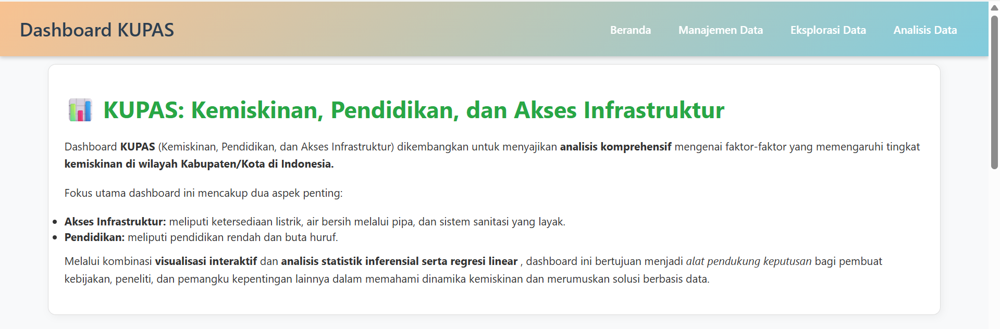 Dashboard KUPAS
Beranda Manajemen Data Eksplorasi Data Analisis Data
KUPAS: Kemiskinan, Pendidikan, dan Akses Infrastruktur
Dashboard KUPAS (Kemiskinan, Pendidikan, dan Akses Infrastruktur) dikembangkan untuk menyajikan analisis komprehensif mengenai faktor-faktor yang memengaruhi tingkat
kemiskinan di wilayah Kabupaten/Kota di Indonesia.
Fokus utama dashboard ini mencakup dua aspek penting:
Akses Infrastruktur: meliputi ketersediaan listrik, air bersih melalui pipa, dan sistem sanitasi yang layak.
Pendidikan: meliputi pendidikan rendah dan buta huruf.
Melalui kombinasi visualisasi interaktif dan analisis statistik inferensial serta regresi linear , dashboard ini bertujuan menjadi alat pendukung keputusan bagi pembuat
kebijakan, peneliti, dan pemangku kepentingan lainnya dalam memahami dinamika kemiskinan dan merumuskan solusi berbasis data.